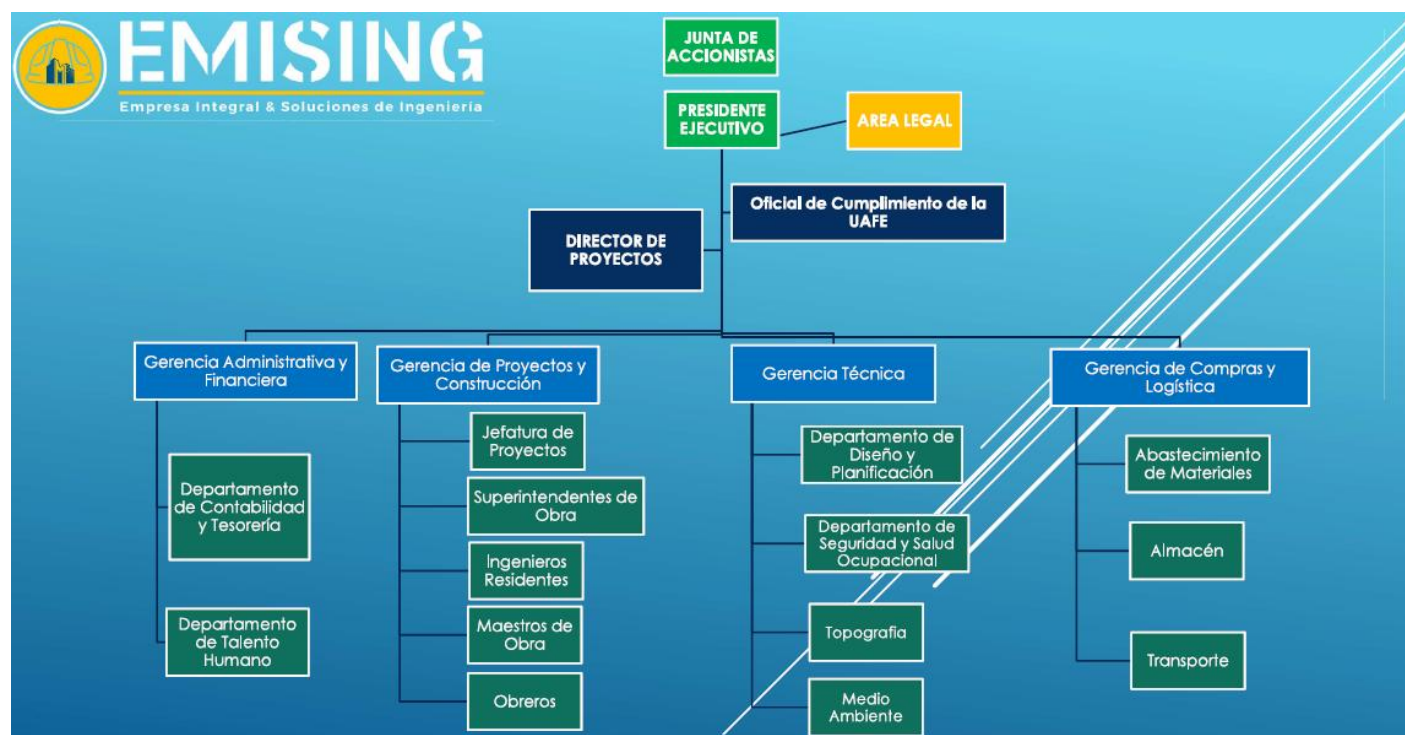 EMISING
Empresa Integral & Soluciones de Ingeniería
JUNTA DE
ACCIONISTAS
PRESIDENTE
EJECUTIVO
AREA LEGAL
Oficial de Cumplimiento de la
UAFE
DIRECTOR DE
PROYECTOS
Gerencia Administrativa y
Financiera
Gerencia de Proyectos y
Construcción
Gerencia Técnica
Gerencia de Compras y
Logística
Departamento
de Contabilidad
y Tesorería
Departamento
de Talento
Humano
Jefatura de
Proyectos
Superintendentes de
Obra
Ingenieros
Residentes
Maestros de
Obra
Obreros
Departamento de
Diseño y
Planificación
Departamento de
Seguridad y Salud
Ocupacional
Topografia
Medio
Ambiente
Abastecimiento
de Materiales
Almacén
Transporte